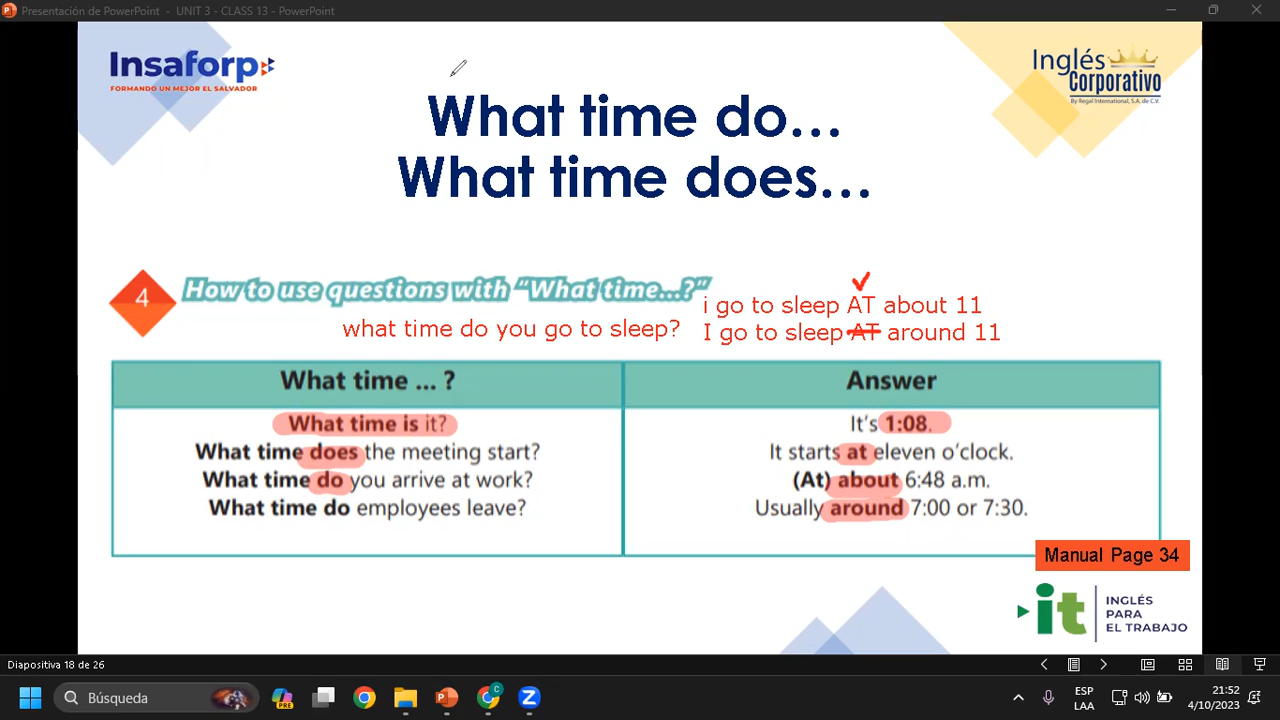 Presentación de PowerPoint - UNIT 3 - CLASS 13 - PowerPoint
Insaforp
FORMANDO UN MEJOR EL SALVADOR
Inglés
Corporativo
By Regal International, S.A. de C.V.
What time do...
What time does...
4
How to use questions with “What time...?”
i go to sleep AT about 11
what time do you go to sleep?
I go to sleep AT around 11
What time ... ?
Answer
What time is it?
It's 1:08.
What time does the meeting start?
It starts at eleven o'clock.
What time do you arrive at work?
(At) about 6:48 a.m.
What time do employees leave?
Usually around 7:00 or 7:30.
Manual Page 34
it
INGLÉS
PARA
EL TRABAJO
Diapositiva 18 de 26
Búsqueda
PRE
C
ESP
LAA
21:52
4/10/2023